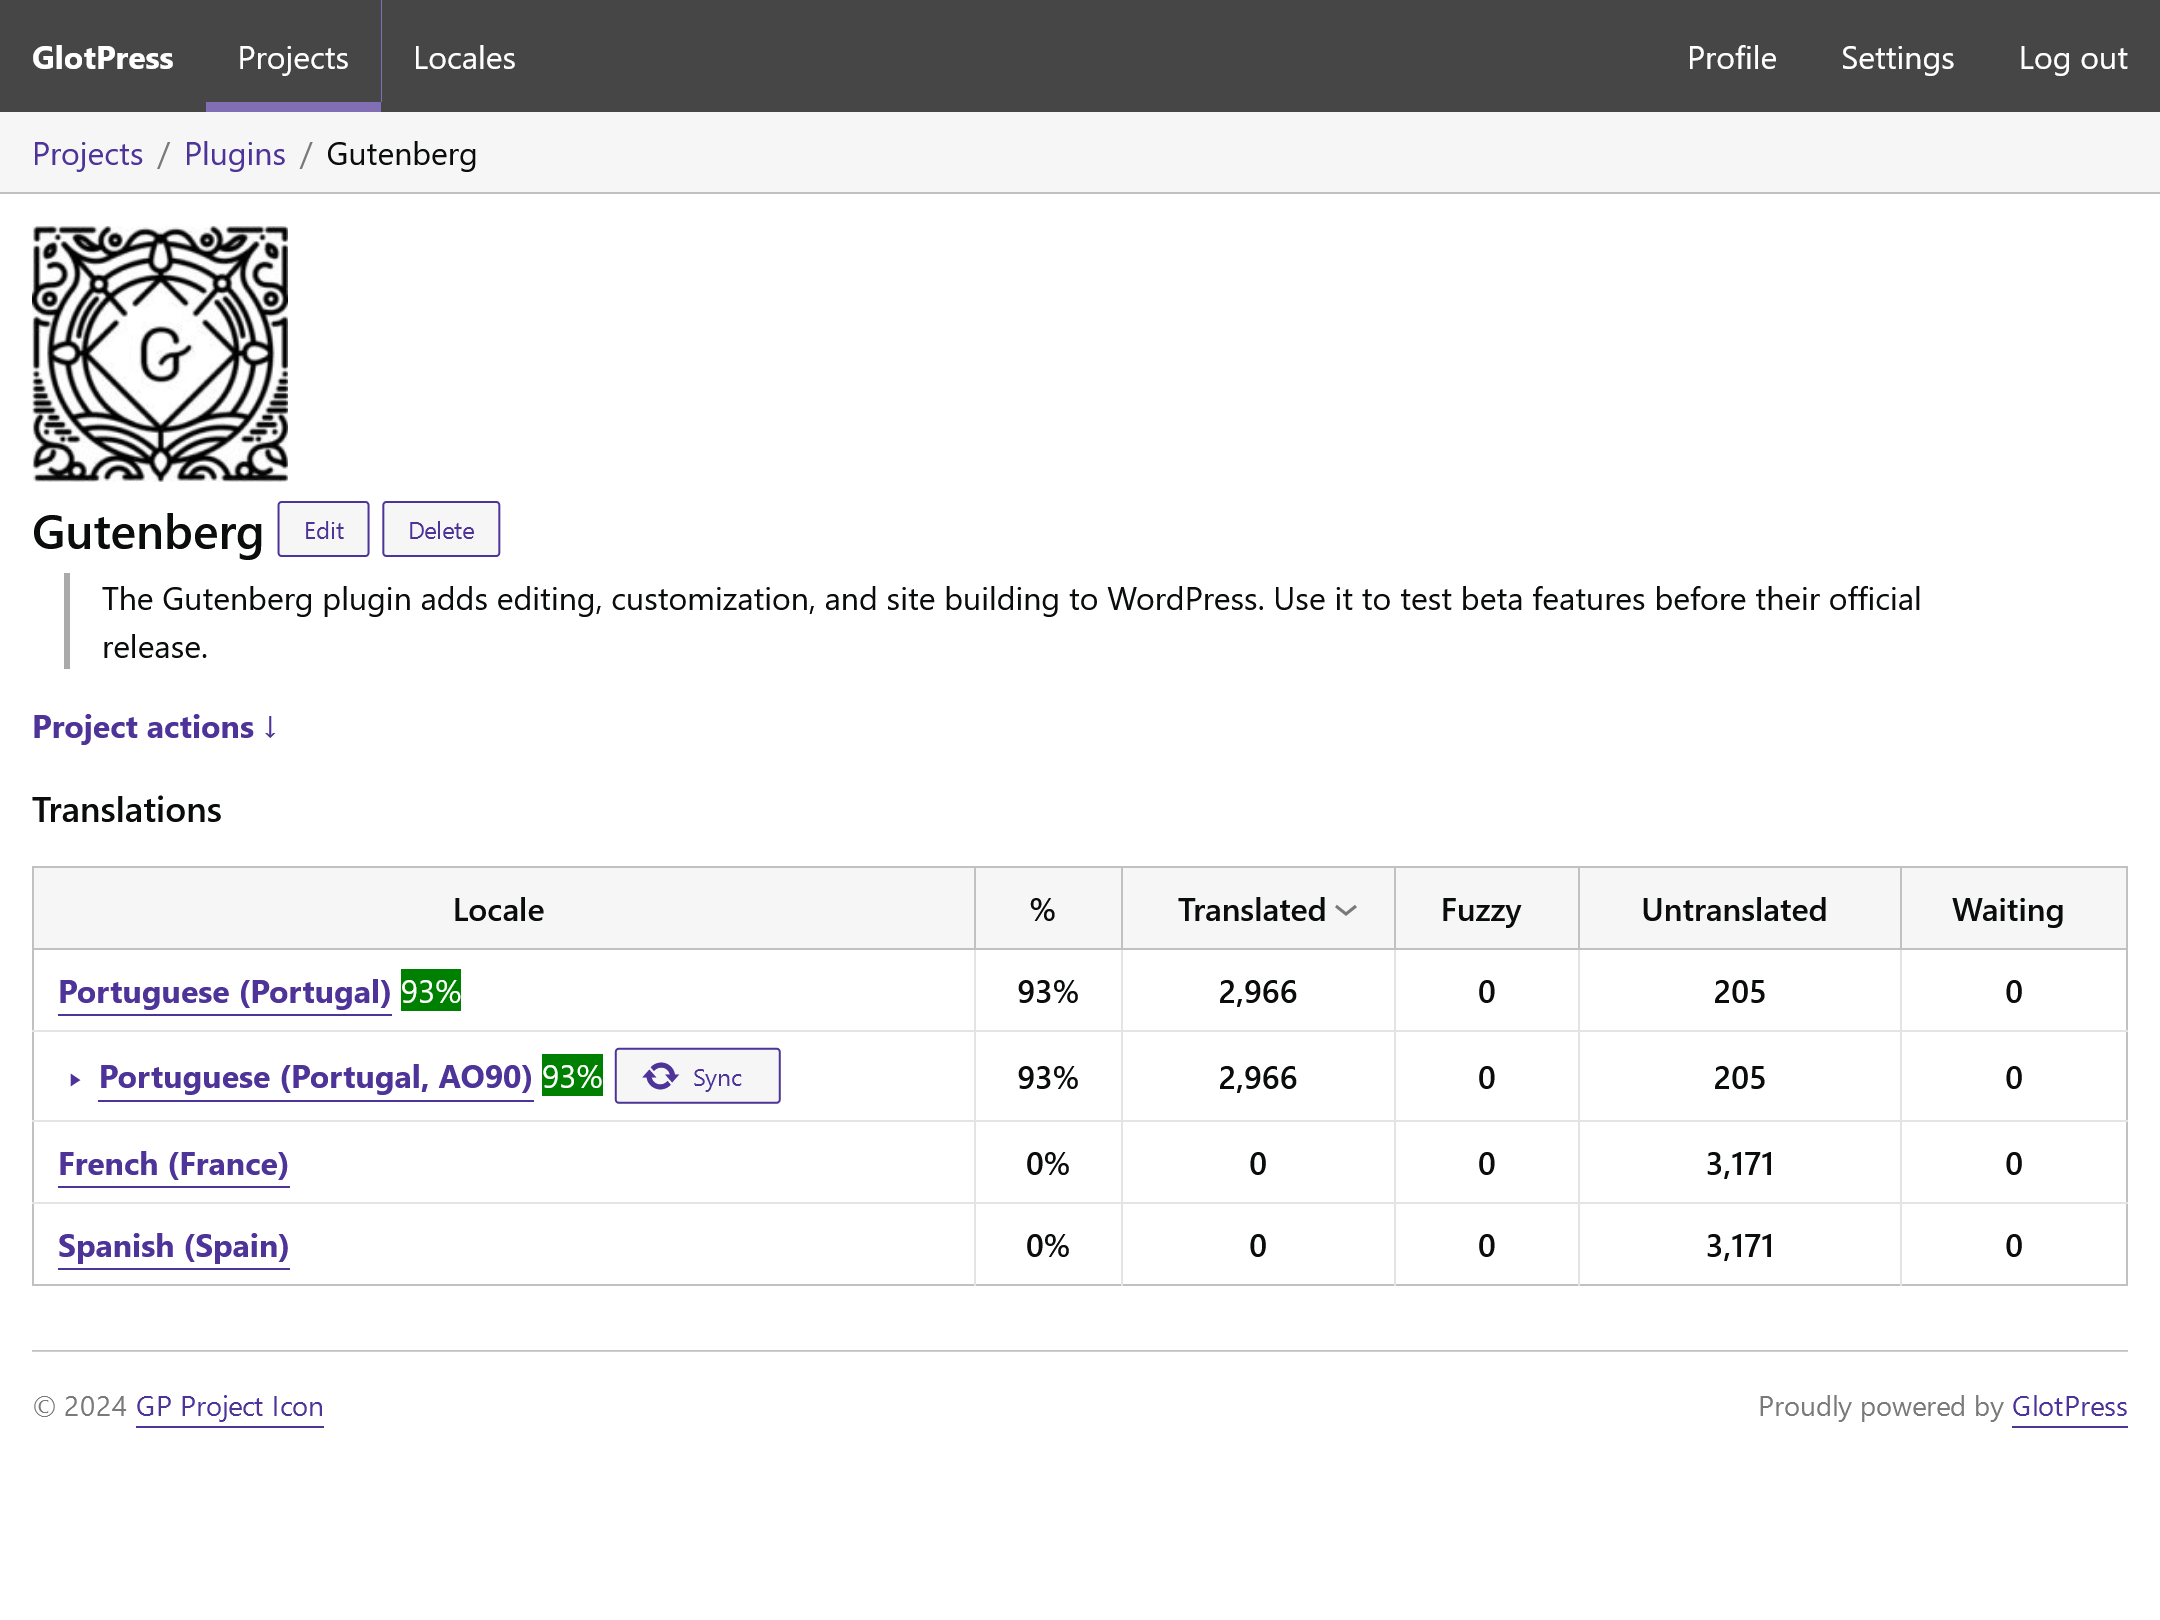 GlotPress Projects Locales Profile Settings Log out
Projects / Plugins / Gutenberg
G
Gutenberg Edit Delete
The Gutenberg plugin adds editing, customization, and site building to WordPress. Use it to test beta features before their official
release.
Project actions ↓
Translations
Locale % Translated Fuzzy Untranslated Waiting
Portuguese (Portugal) 93% 93% 2,966 0 205 0
Portuguese (Portugal, AO90) 93% Sync 93% 2,966 0 205 0
French (France) 0% 0 0 3,171 0
Spanish (Spain) 0% 0 0 3,171 0
© 2024 GP Project Icon Proudly powered by GlotPress